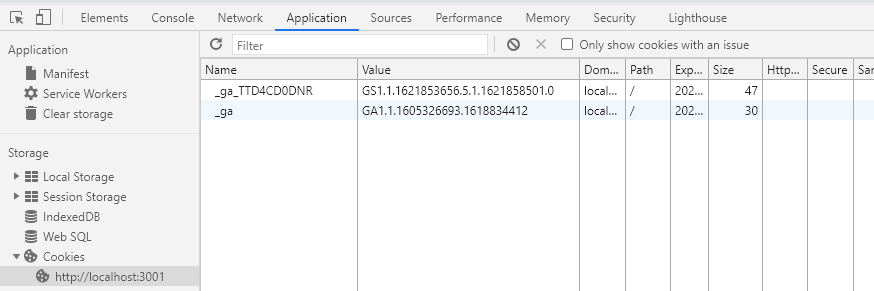 Elements Console Network Application Sources Performance Memory Security Lighthouse
Application
Manifest
Service Workers
Clear storage
Storage
Local Storage
Session Storage
IndexedDB
Web SQL
Cookies
http://localhost:3001
Filter Only show cookies with an issue
Name Value Dom... Path Exp... Size Http... Secure San
_ga_TTD4CD0DNR GS1.1.1621853656.5.1.1621858501.0 local... / 202... 47
_ga GA1.1.1605326693.1618834412 local... / 202... 30